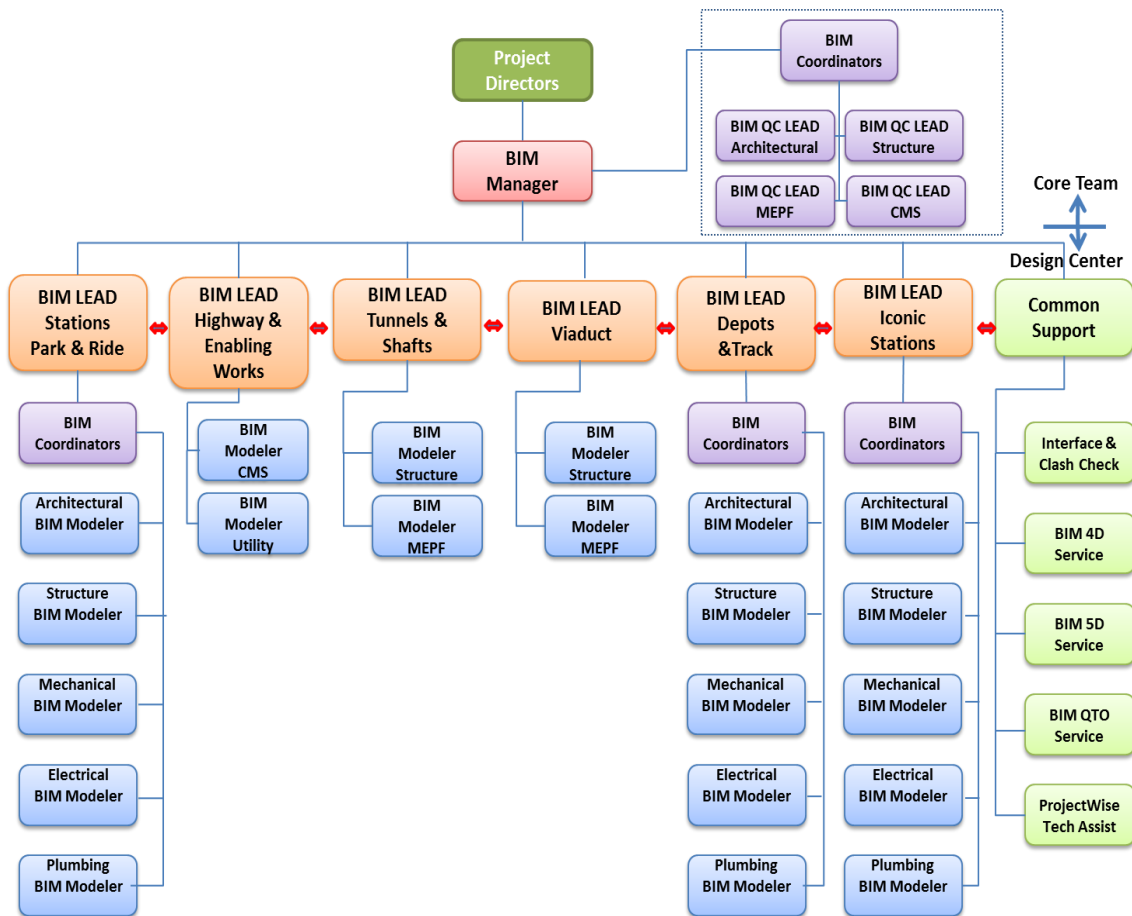 Project
Directors
BIM
Manager
BIM
Coordinators
BIM QC LEAD
Architectural
BIM QC LEAD
Structure
BIM QC LEAD
MEPF
BIM QC LEAD
CMS
Core Team
Design Center
BIM LEAD
Stations
Park & Ride
BIM LEAD
Highway &
Enabling
Works
BIM LEAD
Tunnels &
Shafts
BIM LEAD
Viaduct
BIM LEAD
Depots
&Track
BIM LEAD
Iconic
Stations
Common
Support
BIM
Coordinators
Architectural
BIM Modeler
Structure
BIM Modeler
Mechanical
BIM Modeler
Electrical
BIM Modeler
Plumbing
BIM Modeler
BIM
Modeler
CMS
BIM
Modeler
Utility
BIM
Modeler
Structure
BIM
Modeler
MEPF
BIM
Modeler
Structure
BIM
Modeler
MEPF
BIM
Coordinators
Architectural
BIM Modeler
Structure
BIM Modeler
Mechanical
BIM Modeler
Electrical
BIM Modeler
Plumbing
BIM Modeler
BIM
Coordinators
Architectural
BIM Modeler
Structure
BIM Modeler
Mechanical
BIM Modeler
Electrical
BIM Modeler
Plumbing
BIM Modeler
Interface &
Clash Check
BIM 4D
Service
BIM 5D
Service
BIM QTO
Service
ProjectWise
Tech Assist